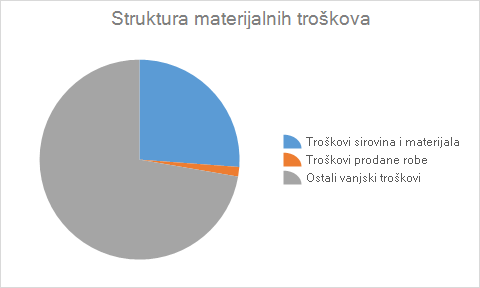 Struktura materijalnih troškova
Troškovi sirovina i materijala
Troškovi prodane robe
Ostali vanjski troškovi